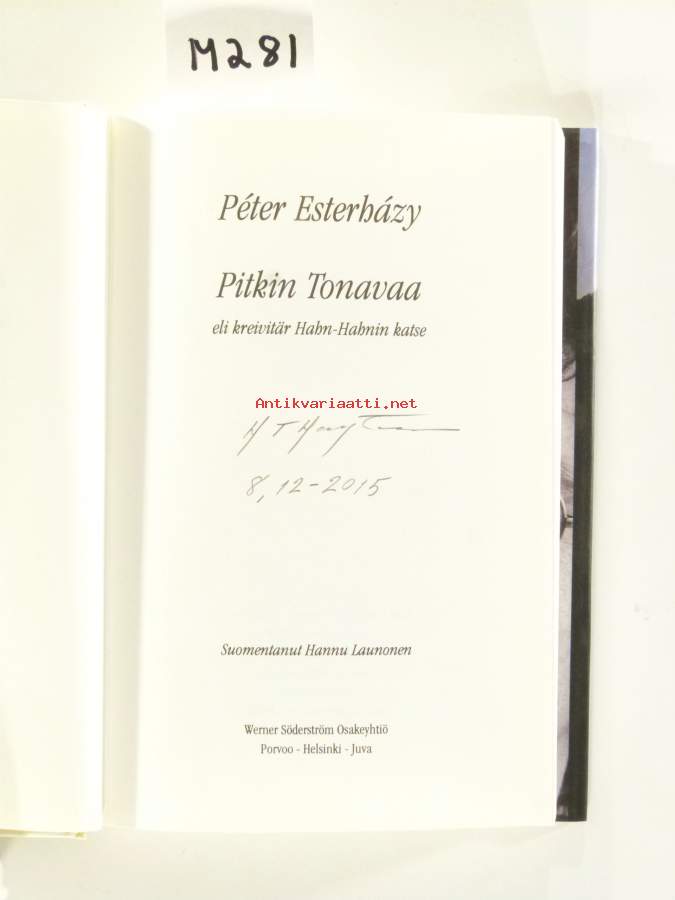 M281
Péter Esterházy
Pitkin Tonavaa
eli kreivitär Hahn-Hahnin katse
Antikvariaatti.net
H T
8, 12-2015
Suomentanut Hannu Launonen
Werner Söderström Osakeyhtiö
Porvoo - Helsinki - Juva